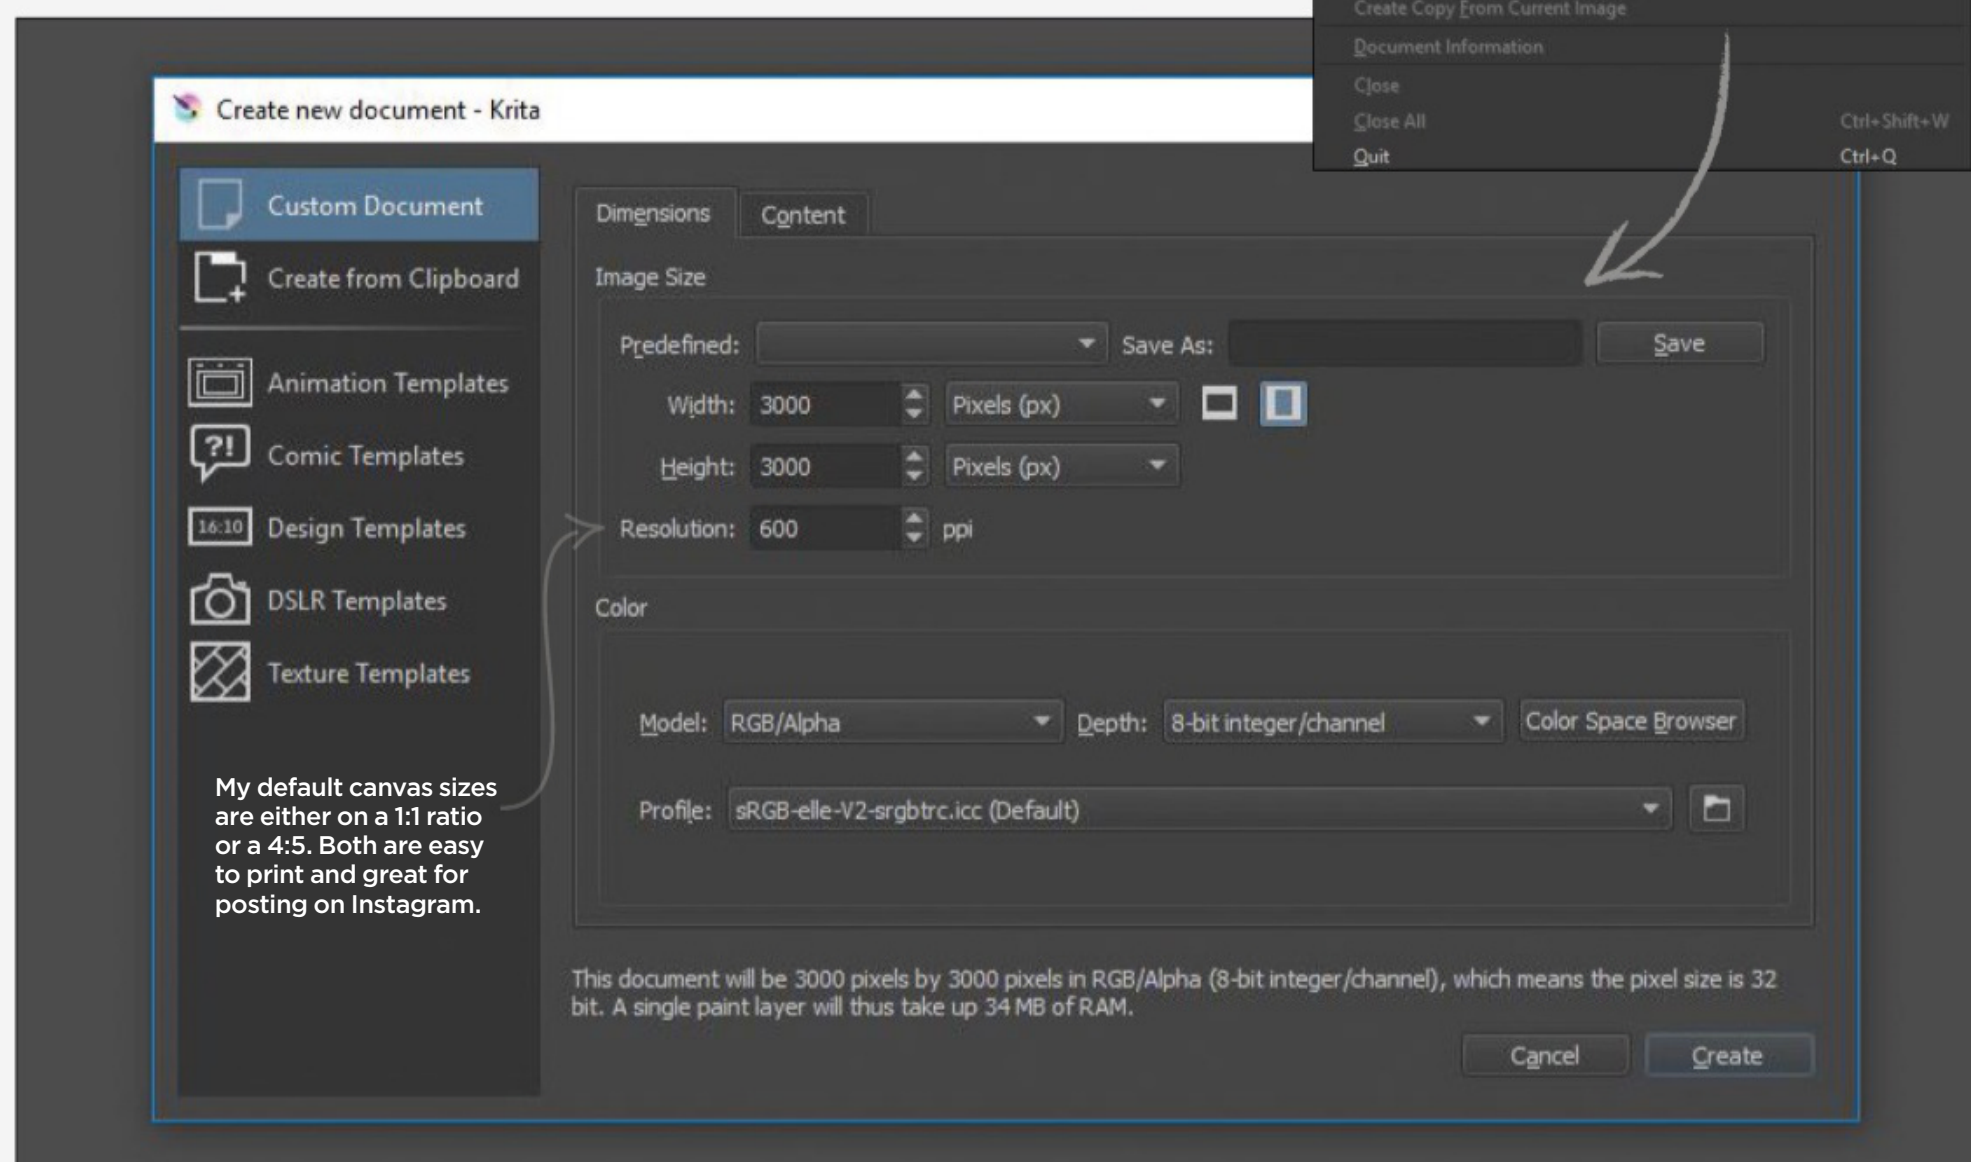 Create Copy From Current Image
Document Information
Close
Close All Ctrl+Shift+W
Quit Ctrl+Q
Create new document - Krita
Custom Document
Create from Clipboard
Animation Templates
?!
Comic Templates
16:10
Design Templates
DSLR Templates
Texture Templates
My default canvas sizes
are either on a 1:1 ratio
or a 4:5. Both are easy
to print and great for
posting on Instagram.
Dimensions Content
Image Size
Predefined: Save As: Save
Width: 3000 Pixels (px)
Height: 3000 Pixels (px)
Resolution: 600 ppi
Color
Model: RGB/Alpha Depth: 8-bit integer/channel Color Space Browser
Profile: sRGB-elle-V2-srgbtrc.icc (Default)
This document will be 3000 pixels by 3000 pixels in RGB/Alpha (8-bit integer/channel), which means the pixel size is 32
bit. A single paint layer will thus take up 34 MB of RAM.
Cancel Create